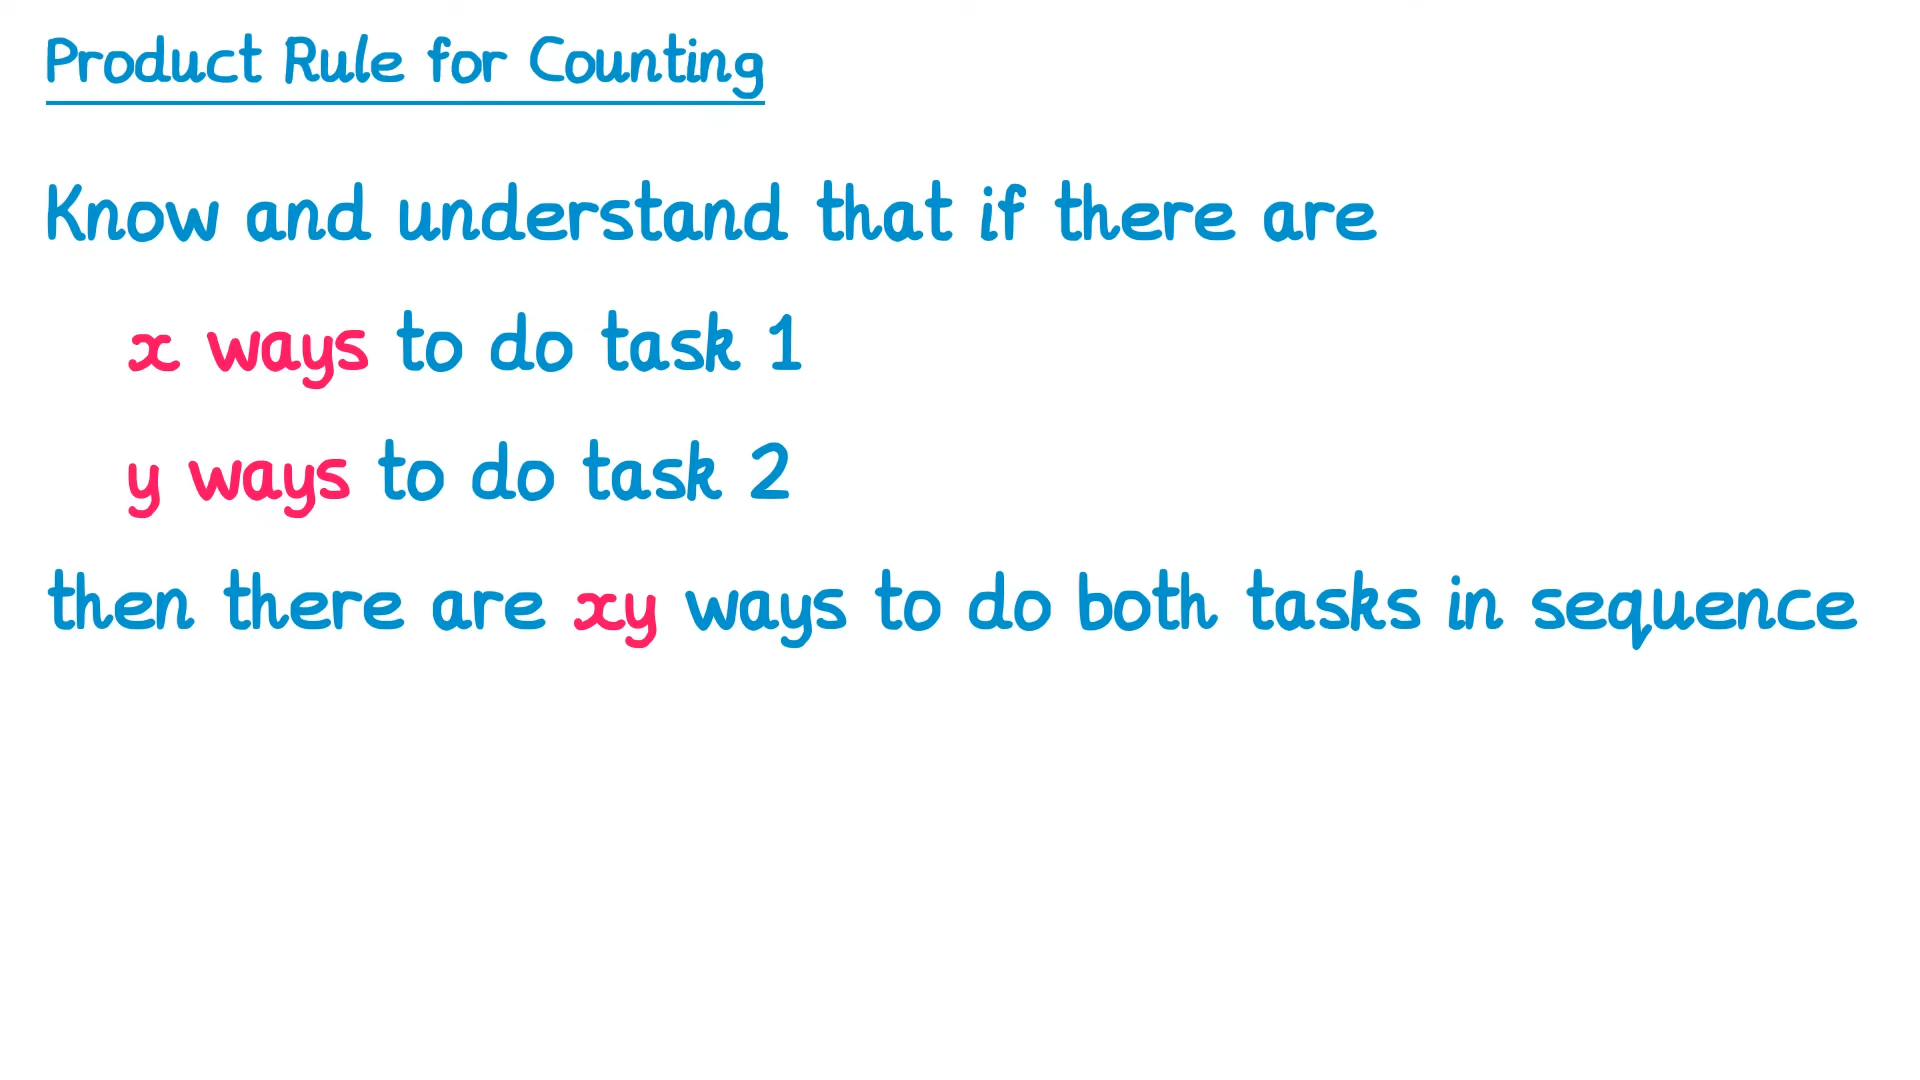 Product Rule for Counting
Know and understand that if there are
x ways to do task 1
y ways to do task 2
then there are xy ways to do both tasks in sequence